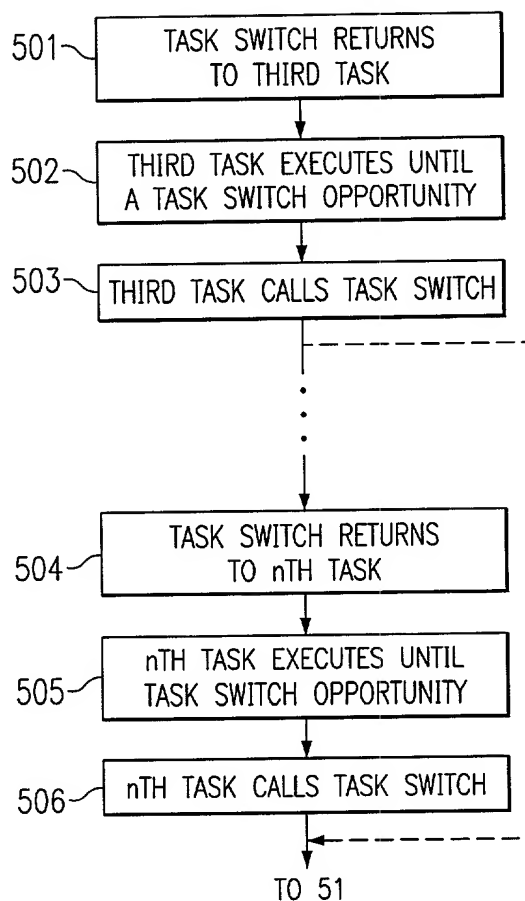 501
TASK SWITCH RETURNS
TO THIRD TASK
502
THIRD TASK EXECUTES UNTIL
A TASK SWITCH OPPORTUNITY
503
THIRD TASK CALLS TASK SWITCH
504
TASK SWITCH RETURNS
TO nTH TASK
505
nTH TASK EXECUTES UNTIL
TASK SWITCH OPPORTUNITY
506
nTH TASK CALLS TASK SWITCH
TO 51